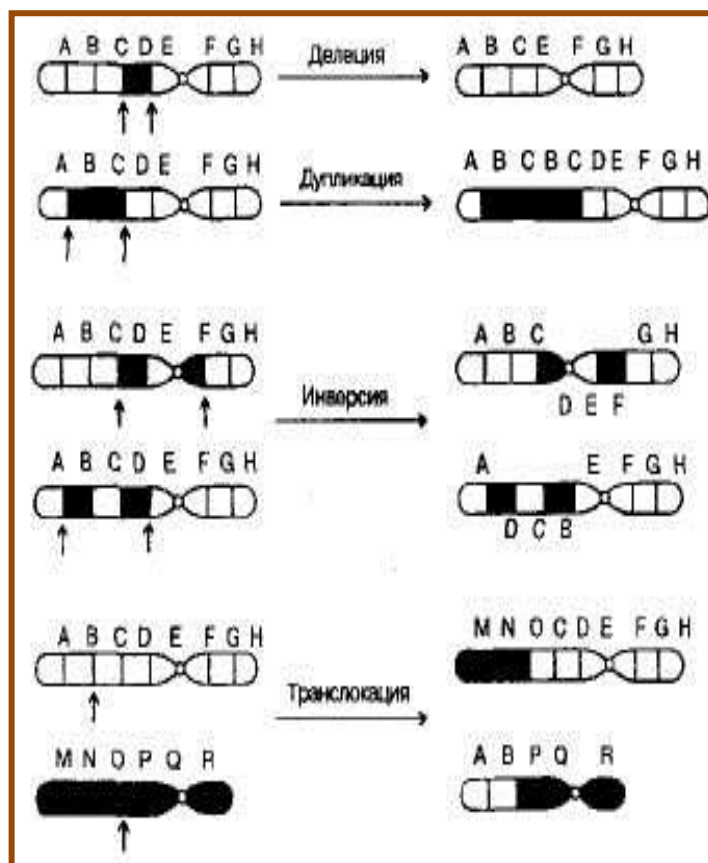 A B C D E F G H
Делеция
A B C E F G H
A B C D E F G H
Дупликация
A B C B C D E F G H
A B C D E F G H
Инверсия
A B C G H
D E F
A B C D E F G H
A E F G H
D C B
A B C D E F G H
Транслокация
M N O C D E F G H
M N O P Q R
A B P Q R